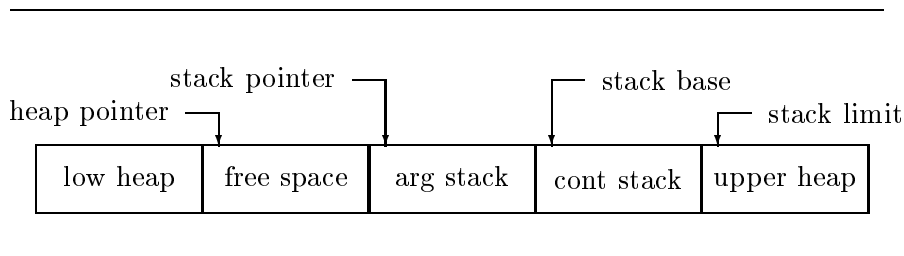 stack pointer
stack base
heap pointer
stack limit
low heap
free space
arg stack
cont stack
upper heap